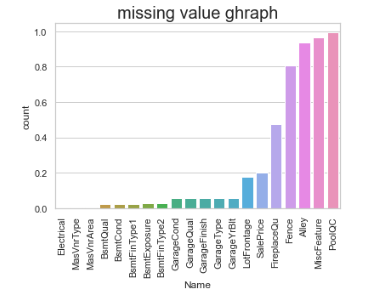 missing value ghraph
1.0
0.8
0.6
0.4
0.2
0.0
count
Electrical
MasVnrType
MasVnrArea
BsmtQual
BsmtCond
BsmtFinType1
BsmtExposure
BsmtFinType2
GarageCond
GarageQual
GarageFinish
GarageType
GarageYrBlt
LotFrontage
SalePrice
FireplaceQu
Fence
Alley
MiscFeature
PoolQC
Name